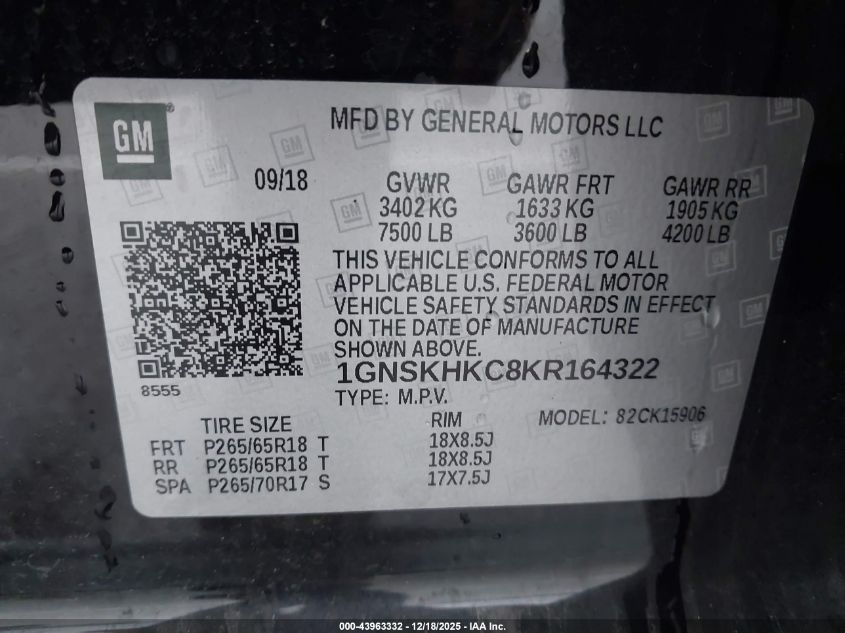 GM
MFD BY GENERAL MOTORS LLC
09/18
GVWR GAWR FRT GAWR RR
3402 KG 1633 KG 1905 KG
7500 LB 3600 LB 4200 LB
THIS VEHICLE CONFORMS TO ALL
APPLICABLE U.S. FEDERAL MOTOR
VEHICLE SAFETY STANDARDS IN EFFECT
ON THE DATE OF MANUFACTURE
SHOWN ABOVE.
1GNSKHKC8KR164322
8555
TYPE: M.P.V.
MODEL: 82CK15906
TIRE SIZE RIM
FRT P265/65R18 T 18X8.5J
RR P265/65R18 T 18X8.5J
SPA P265/70R17 S 17X7.5J
000-43963332 - 12/18/2025 - IAA Inc.